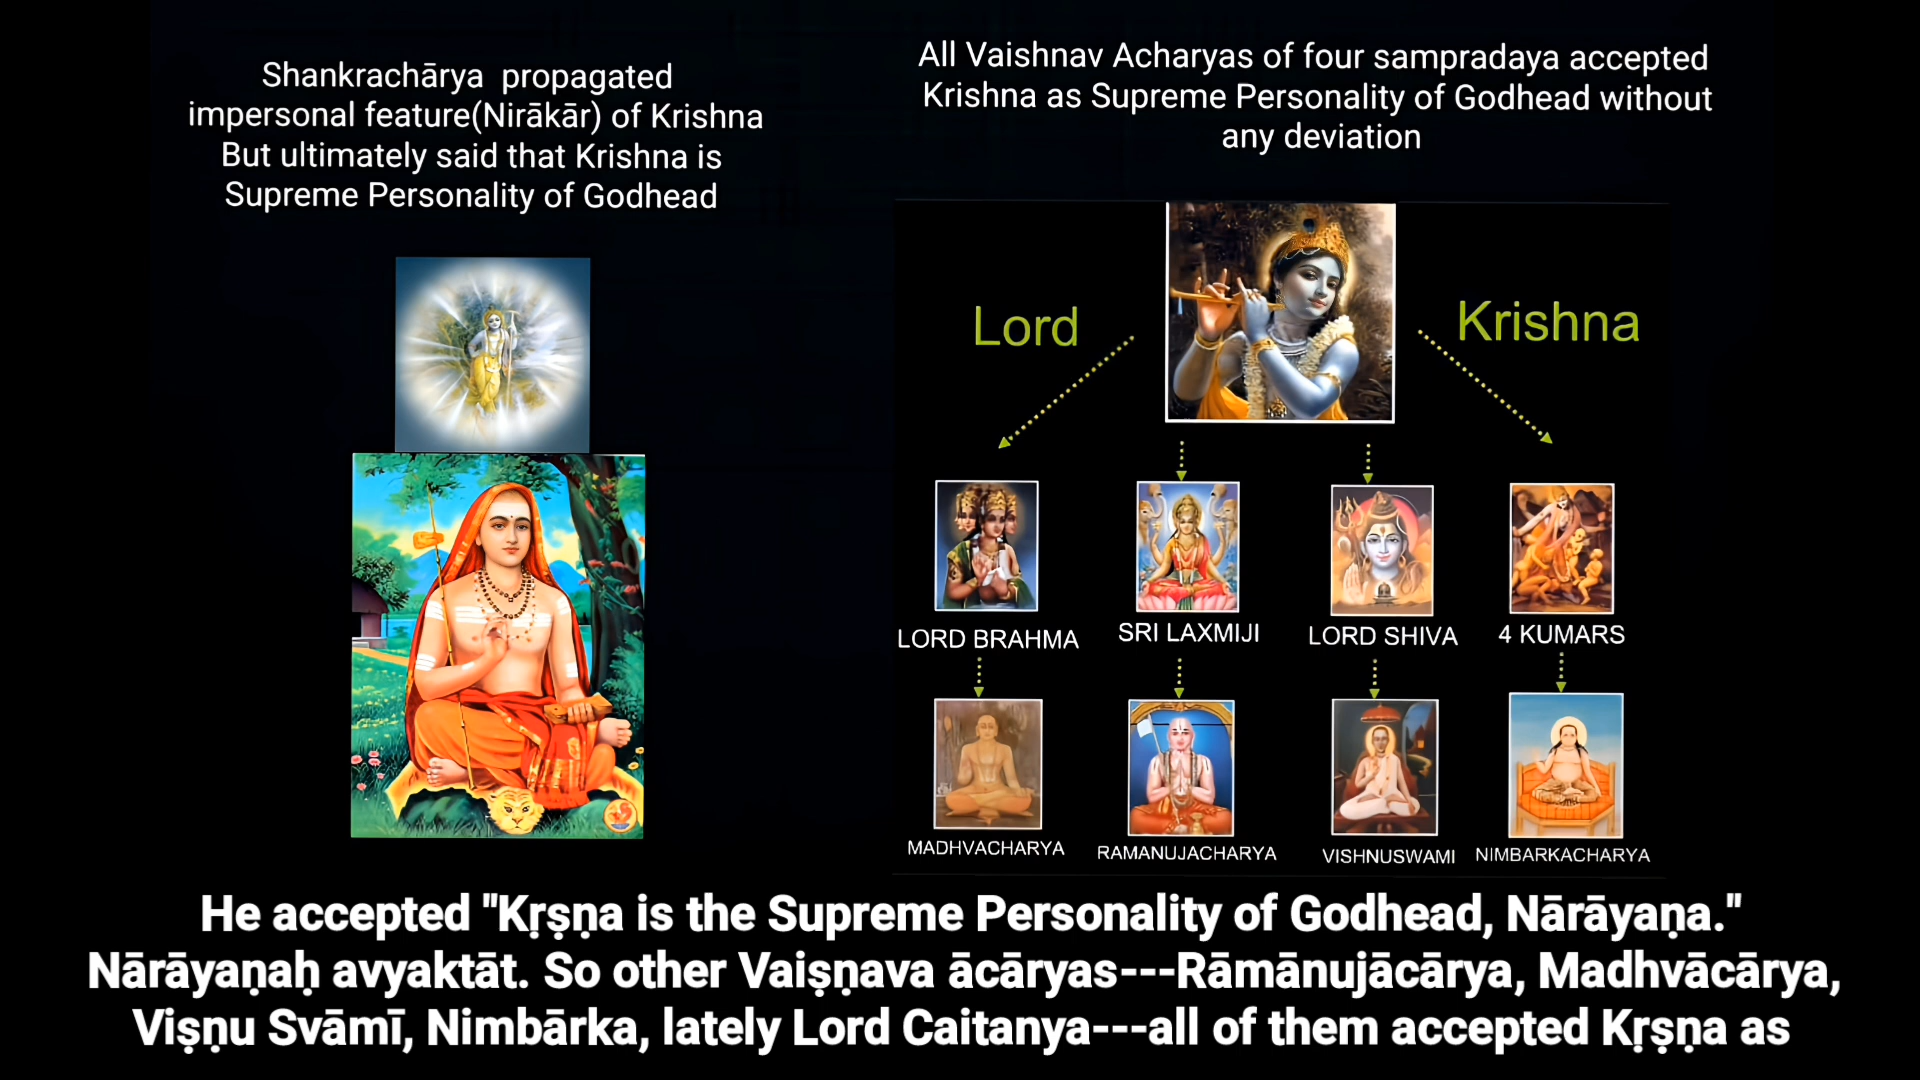 Shankrachārya propagated
impersonal feature(Nirākār) of Krishna
But ultimately said that Krishna is
Supreme Personality of Godhead
All Vaishnav Acharyas of four sampradaya accepted
Krishna as Supreme Personality of Godhead without
any deviation
Lord
Krishna
LORD BRAHMA
SRI LAXMIJI
LORD SHIVA
4 KUMARS
MADHVACHARYA
RAMANUJACHARYA
VISHNUSWAMI
NIMBARKACHARYA
He accepted "Kṛṣṇa is the Supreme Personality of Godhead, Nārāyaṇa."
Nārāyaṇaḥ avyaktāt. So other Vaiṣṇava ācāryas---Rāmānujācārya, Madhvācārya,
Viṣṇu Svāmī, Nimbārka, lately Lord Caitanya---all of them accepted Kṛṣṇa as